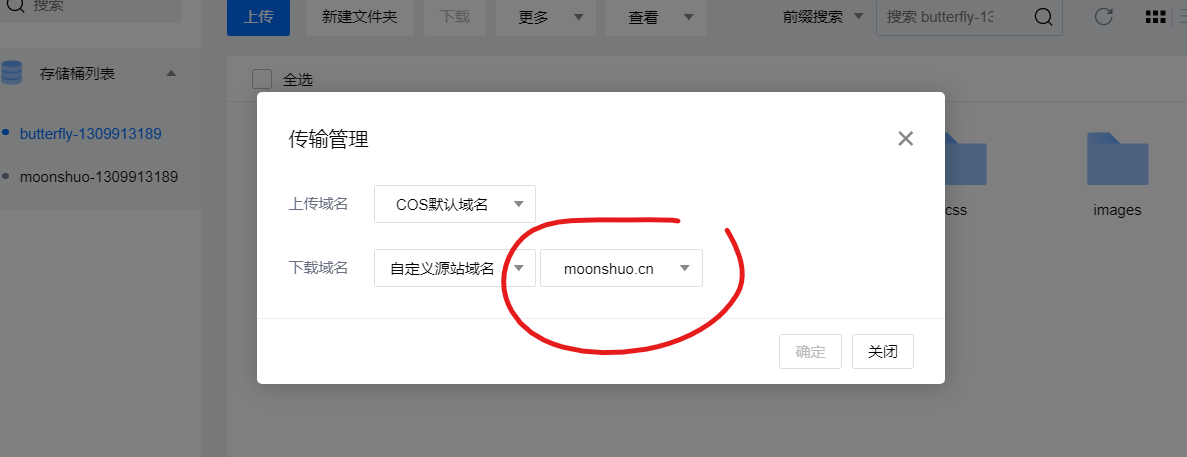 搜索
上传 新建文件夹 下载 更多 查看 前缀搜索 搜索 butterfly-13
存储桶列表
全选
butterfly-1309913189
moonshuo-1309913189
传输管理
上传域名 COS默认域名
下载域名 自定义源站域名 moonshuo.cn
确定 关闭
css images